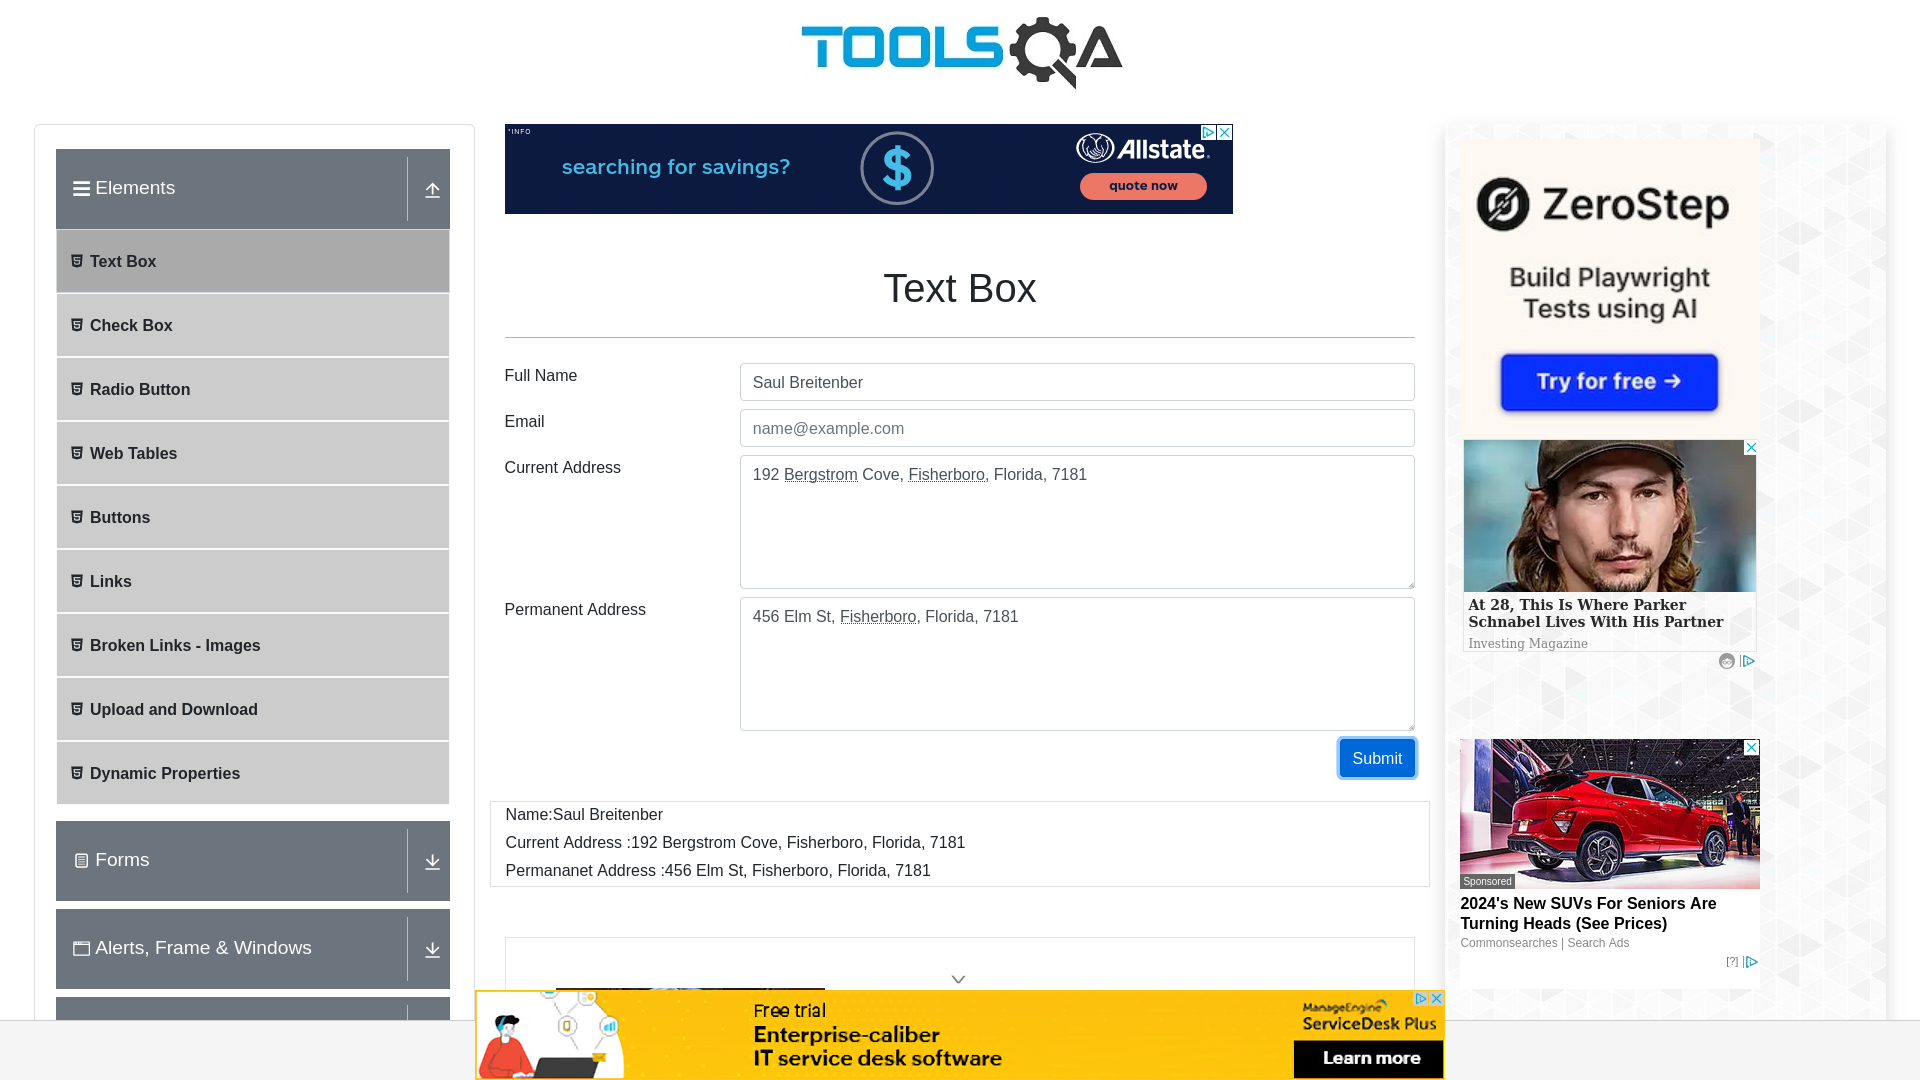 TOOLSQA
Elements
Text Box
Check Box
Radio Button
Web Tables
Buttons
Links
Broken Links - Images
Upload and Download
Dynamic Properties
Forms
Alerts, Frame & Windows
*INFO
searching for savings?
$
Allstate.
quote now
Text Box
Full Name
Saul Breitenber
Email
name@example.com
Current Address
192 Bergstrom Cove, Fisherboro, Florida, 7181
Permanent Address
456 Elm St, Fisherboro, Florida, 7181
Submit
Name:Saul Breitenber
Current Address :192 Bergstrom Cove, Fisherboro, Florida, 7181
Permananet Address :456 Elm St, Fisherboro, Florida, 7181
Free trial
Enterprise-caliber
IT service desk software
ManageEngine
ServiceDesk Plus
Learn more
ZeroStep
Build Playwright
Tests using AI
Try for free →
At 28, This Is Where Parker
Schnabel Lives With His Partner
Investing Magazine
Sponsored
2024's New SUVs For Seniors Are
Turning Heads (See Prices)
Commonsearches | Search Ads
[?]